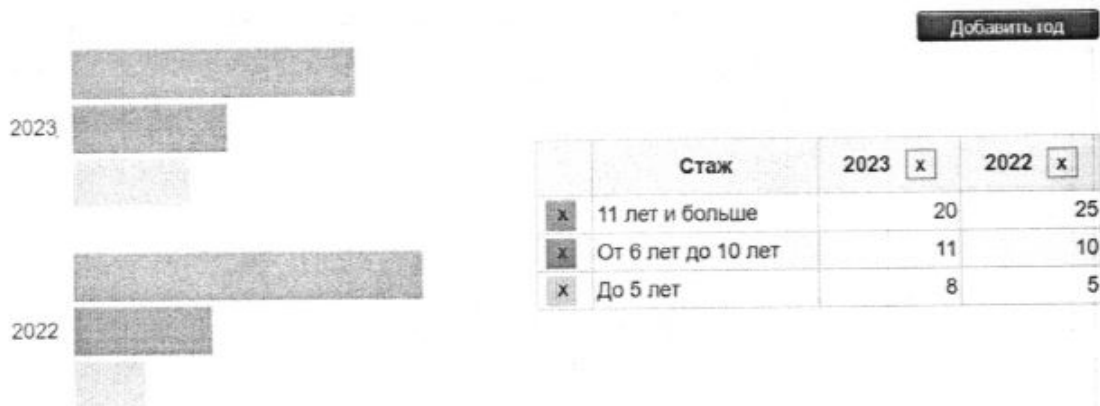 Добавить год
2023
Стаж 2023 x 2022 x
x 11 лет и больше 20 25
x От 6 лет до 10 лет 11 10
x До 5 лет 8 5
2022